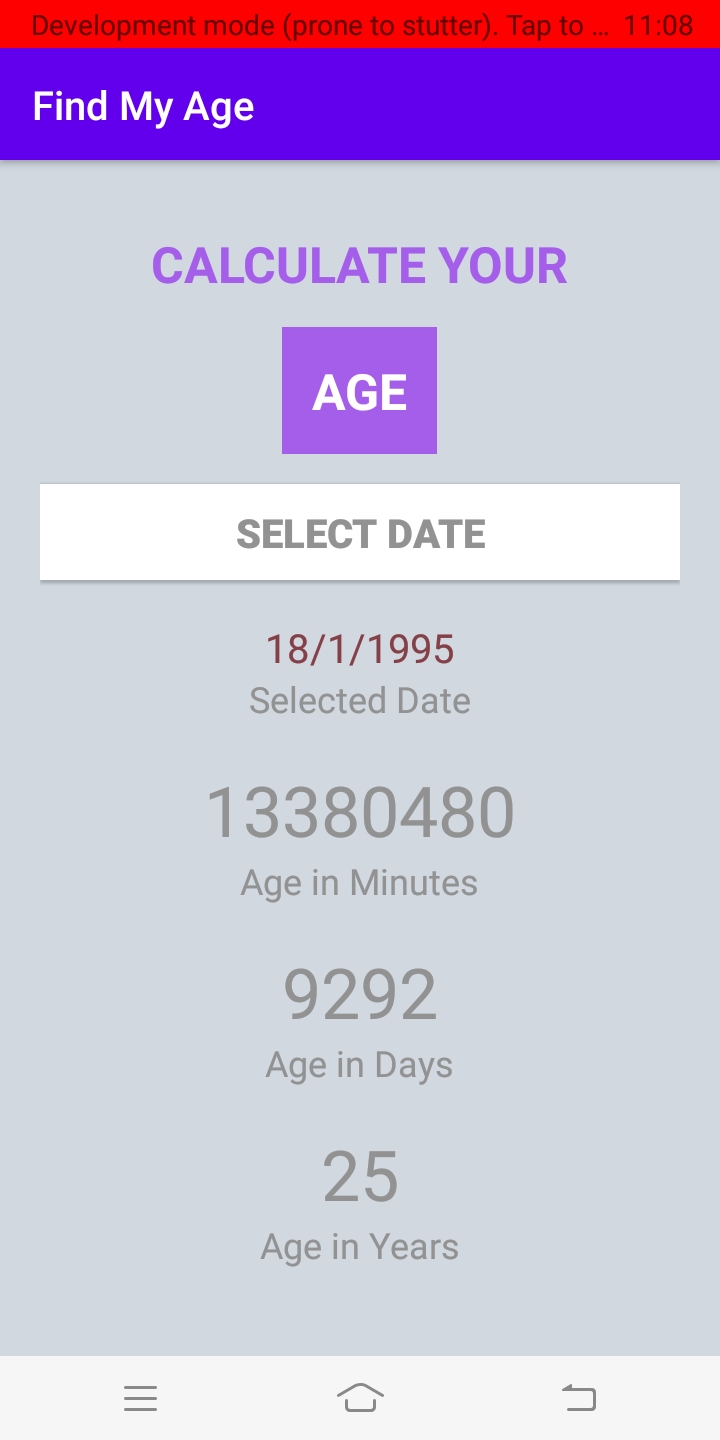 Development mode (prone to stutter). Tap to ... 11:08
Find My Age
CALCULATE YOUR
AGE
SELECT DATE
18/1/1995
Selected Date
13380480
Age in Minutes
9292
Age in Days
25
Age in Years